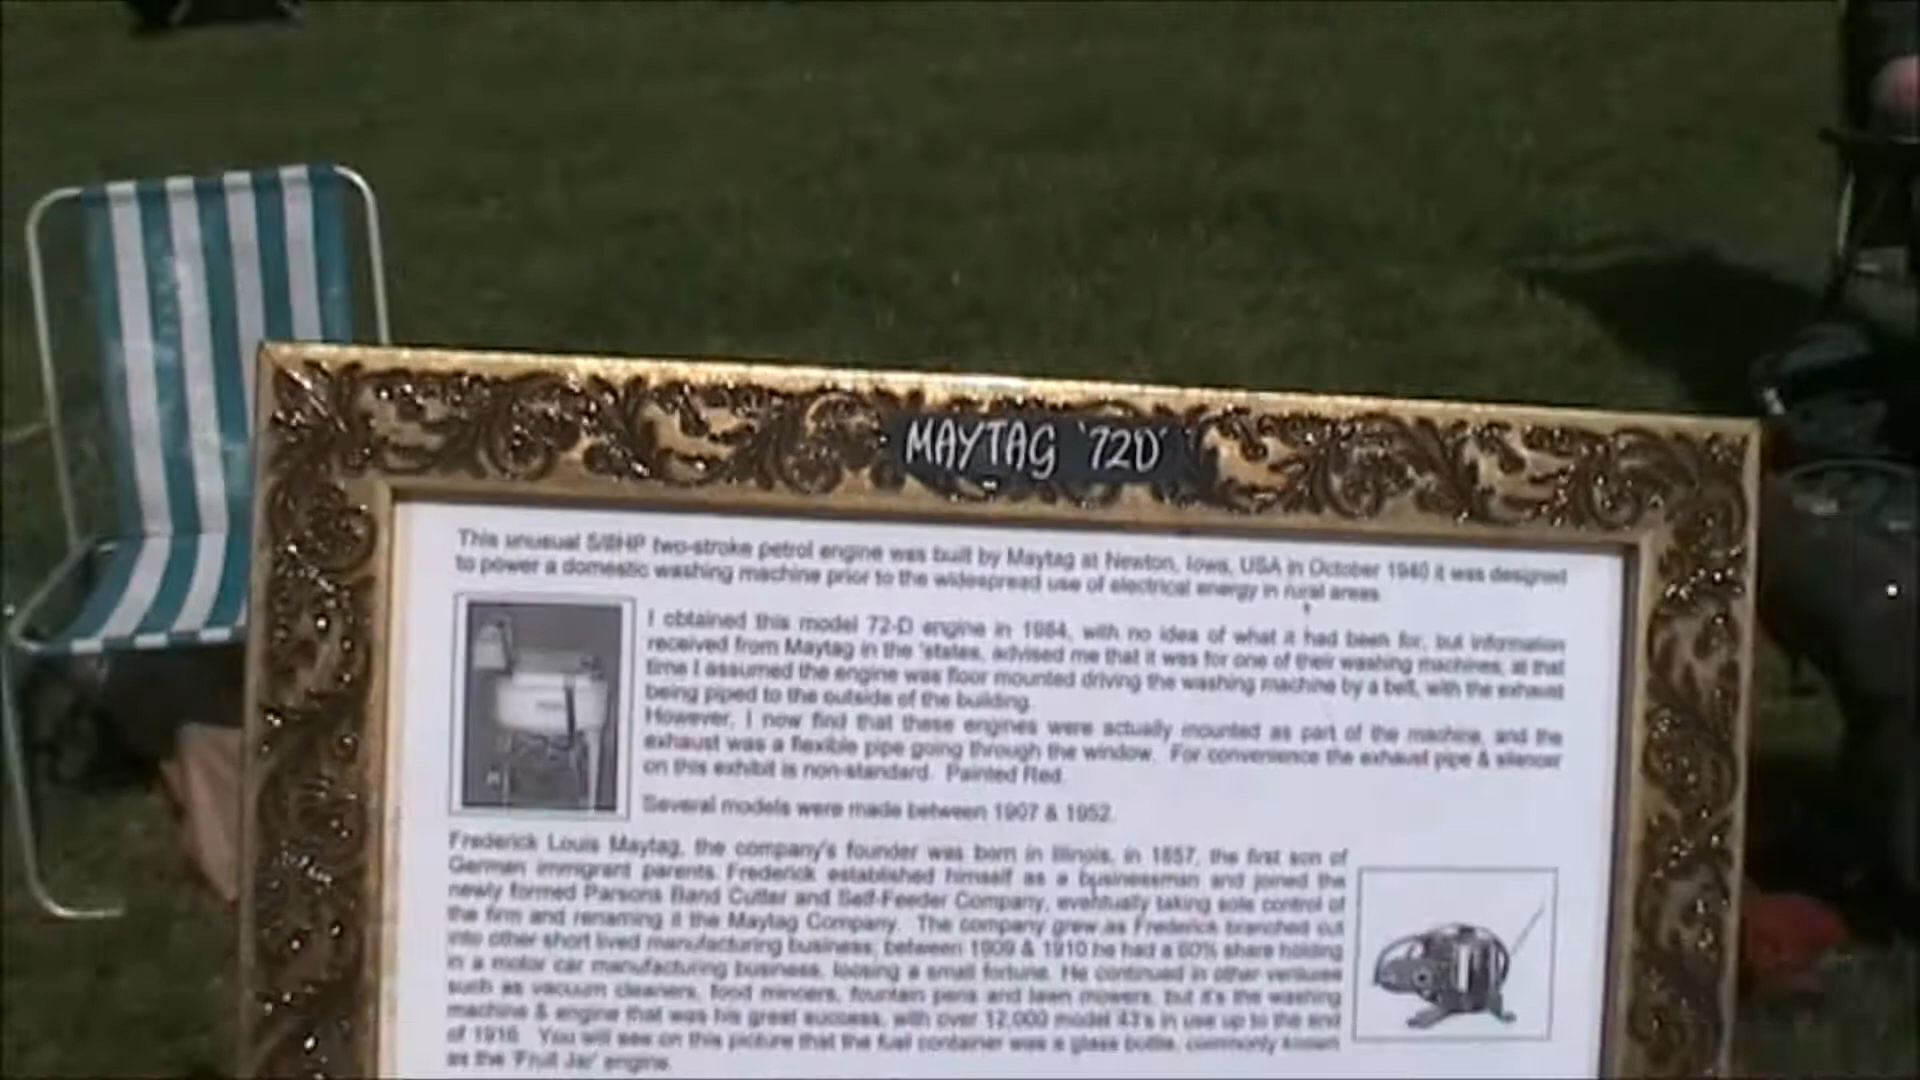 MAYTAG '72D'
This unusual 5/8HP two-stroke petrol engine was built by Maytag at Newton, Iowa, USA in October 1940 it was designed
to power a domestic washing machine prior to the widespread use of electrical energy in rural areas.
I obtained this model 72-D engine in 1984, with no idea of what it had been for, but information
received from Maytag in the 'states, advised me that it was for one of their washing machines, at that
time I assumed the engine was floor mounted driving the washing machine by a belt, with the exhaust
being piped to the outside of the building.
However, I now find that these engines were actually mounted as part of the machine, and the
exhaust was a flexible pipe going through the window. For convenience the exhaust pipe & silencer
on this exhibit is non-standard. Painted Red.
Several models were made between 1907 & 1952.
Frederick Louis Maytag, the company's founder was born in Illinois, in 1857, the first son of
German immigrant parents. Frederick established himself as a businessman and joined the
newly formed Parsons Band Cutter and Self-Feeder Company, eventually taking sole control of
the firm and renaming it the Maytag Company. The company grew as Frederick branched out
into other short lived manufacturing business; between 1909 & 1910 he had a 60% share holding
in a motor car manufacturing business, loosing a small fortune. He continued in other ventures
such as vacuum cleaners, food mincers, fountain pens and lawn mowers, but it's the washing
machine & engine that was his great success, with over 12,000 model 43's in use up to the end
of 1916. You will see on this picture that the fuel container was a glass bottle, commonly known
as the 'Fruit Jar' engine.